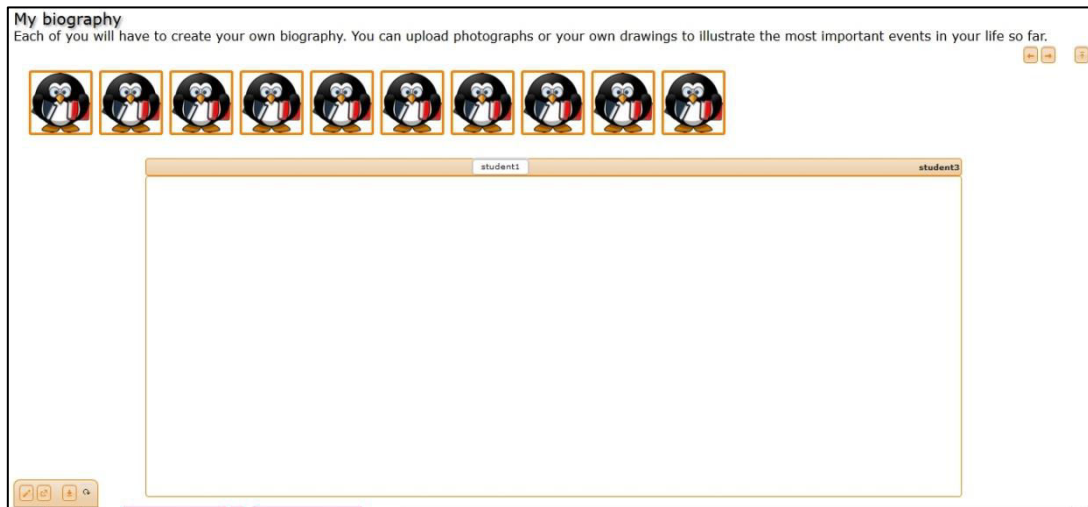 My biography
Each of you will have to create your own biography. You can upload photographs or your own drawings to illustrate the most important events in your life so far.
student1 student3